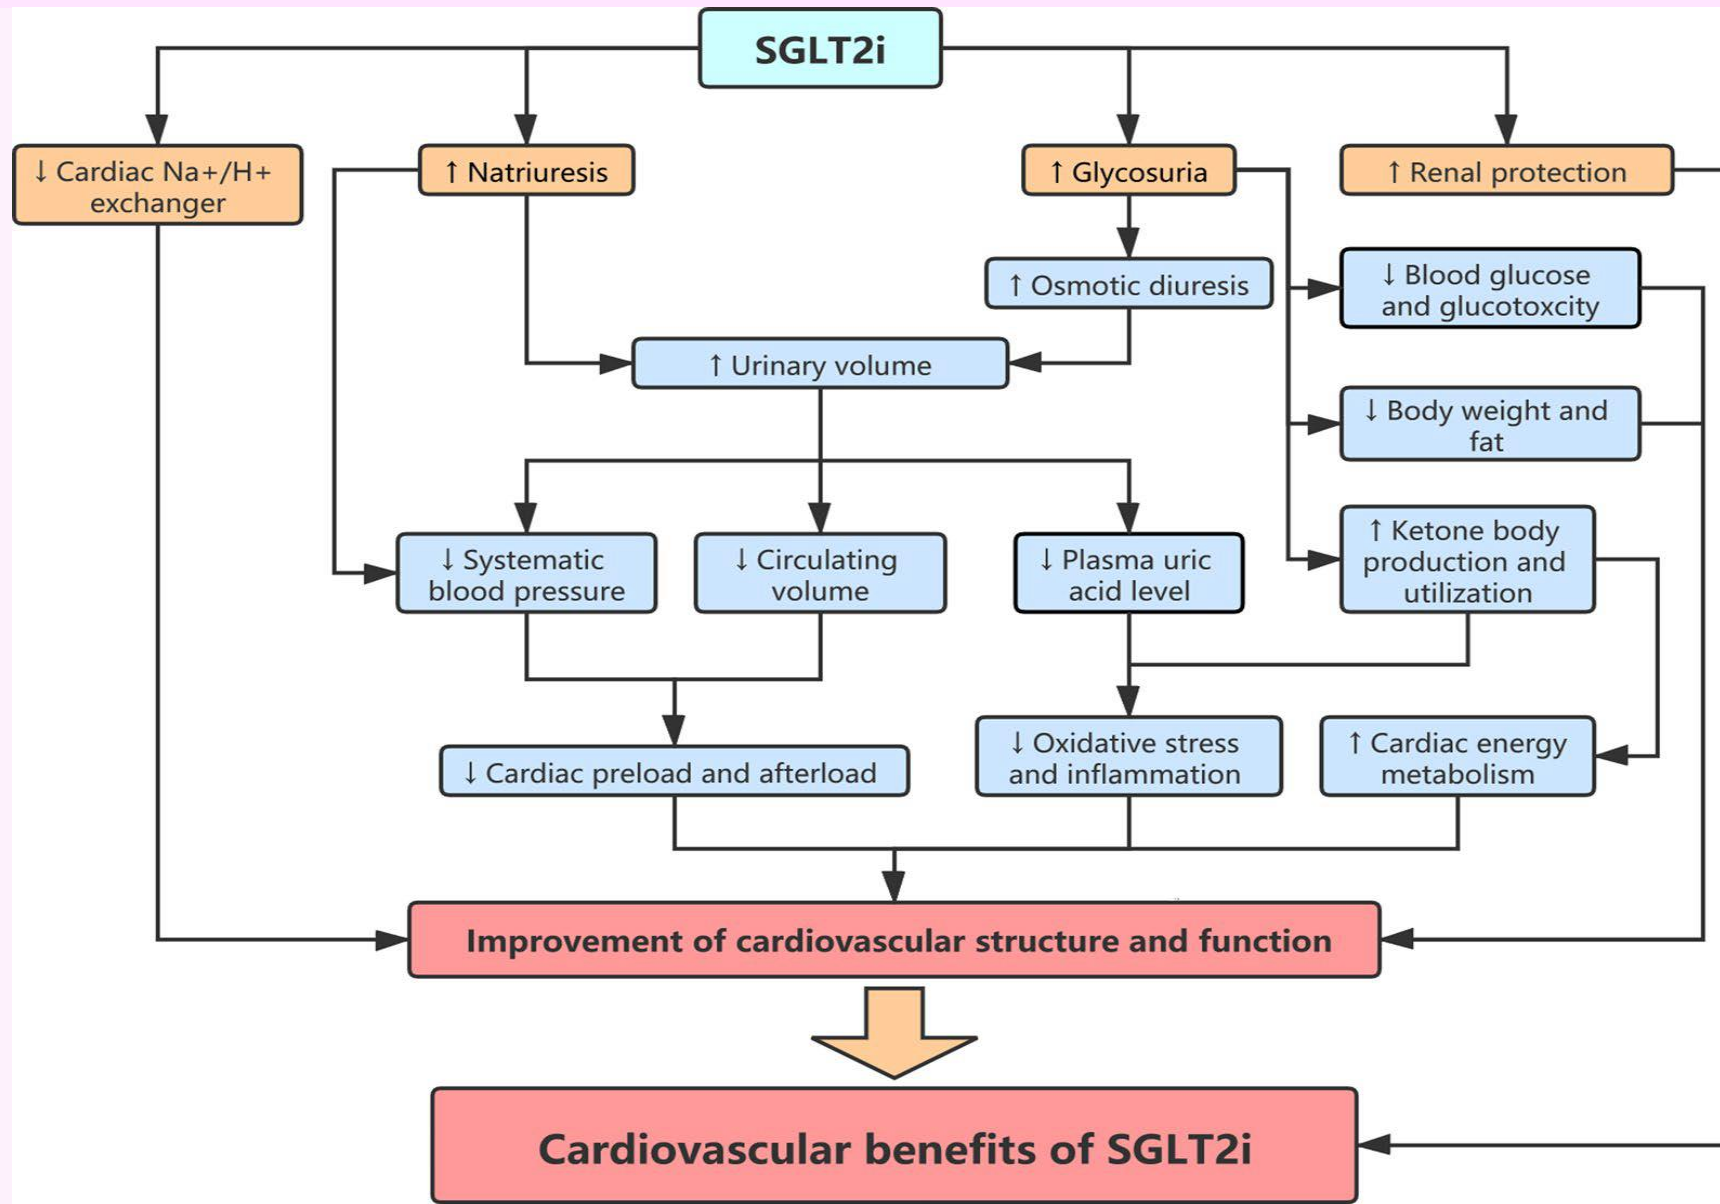 SGLT2i
↓ Cardiac Na+/H+
exchanger
↑ Natriuresis
↑ Glycosuria
↑ Renal protection
↑ Osmotic diuresis
↓ Blood glucose
and glucotoxcity
↑ Urinary volume
↓ Body weight and
fat
↓ Systematic
blood pressure
↓ Circulating
volume
↓ Plasma uric
acid level
↑ Ketone body
production and
utilization
↓ Cardiac preload and afterload
↓ Oxidative stress
and inflammation
↑ Cardiac energy
metabolism
Improvement of cardiovascular structure and function
Cardiovascular benefits of SGLT2i